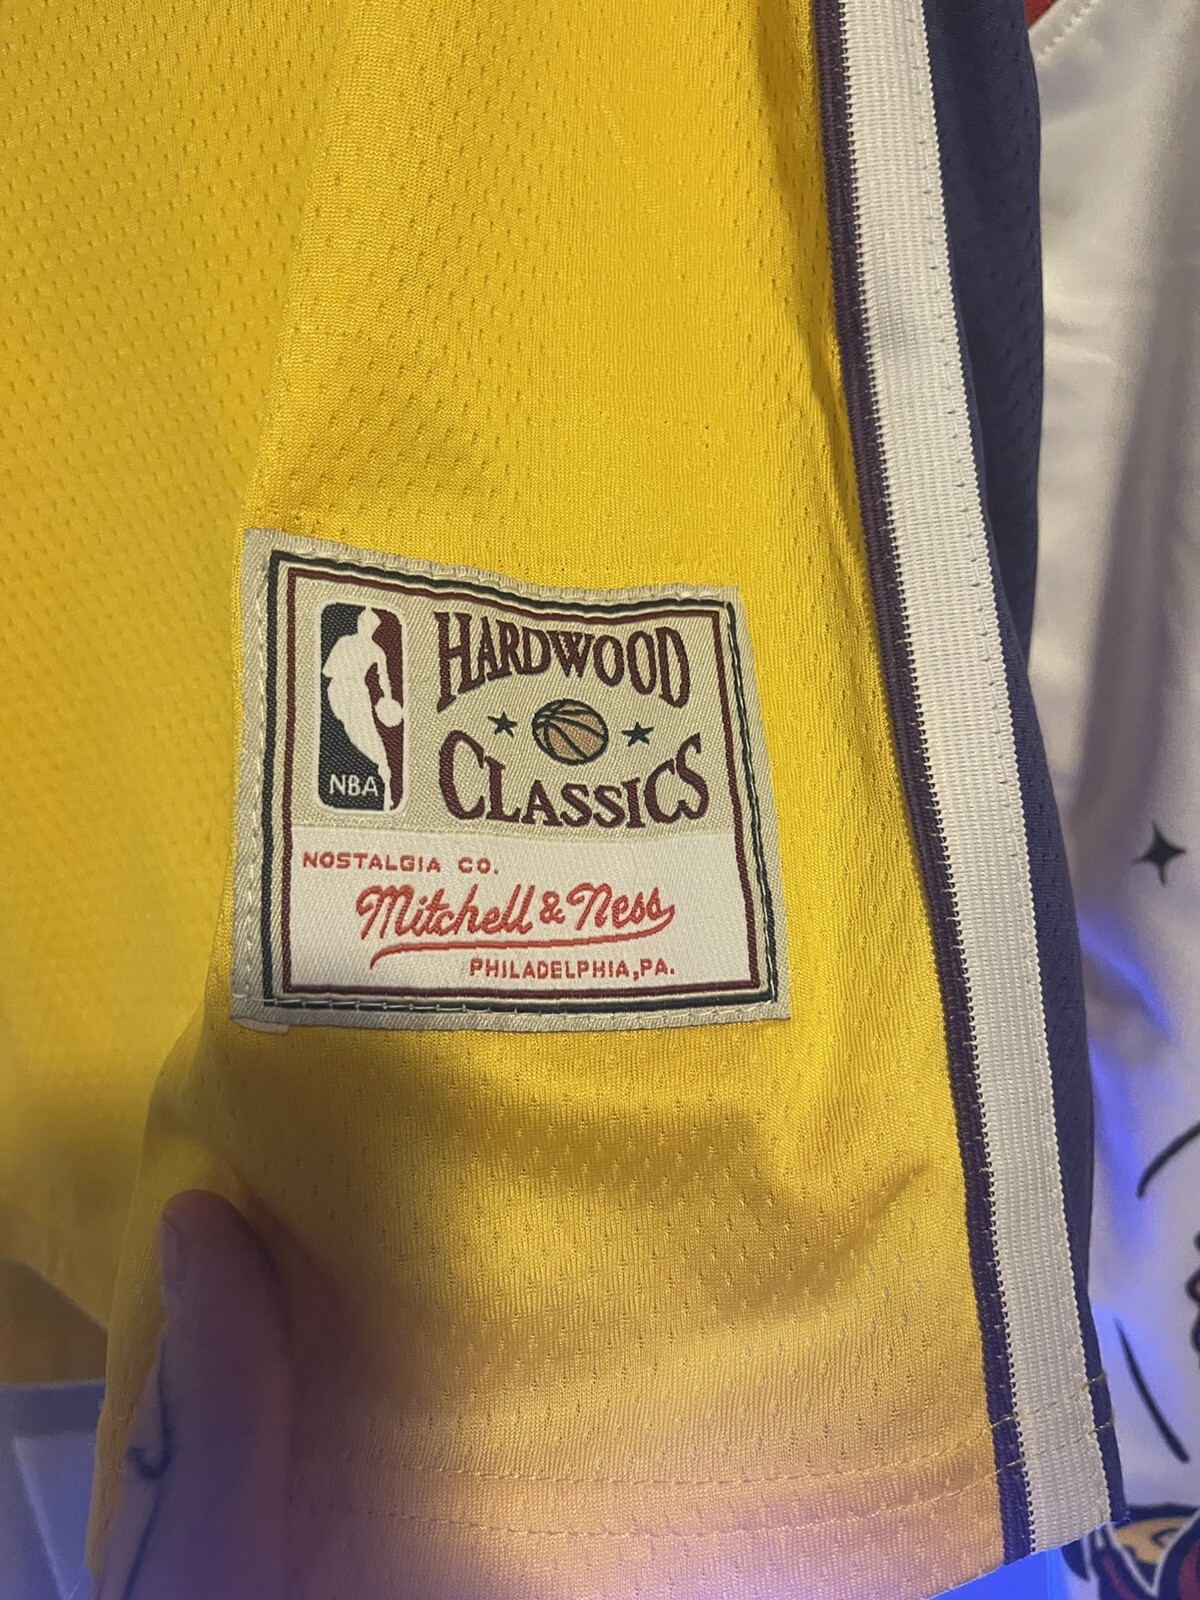 NBA
HARDWOOD
CLASSICS
NOSTALGIA CO.
Mitchell & Ness
PHILADELPHIA, PA.